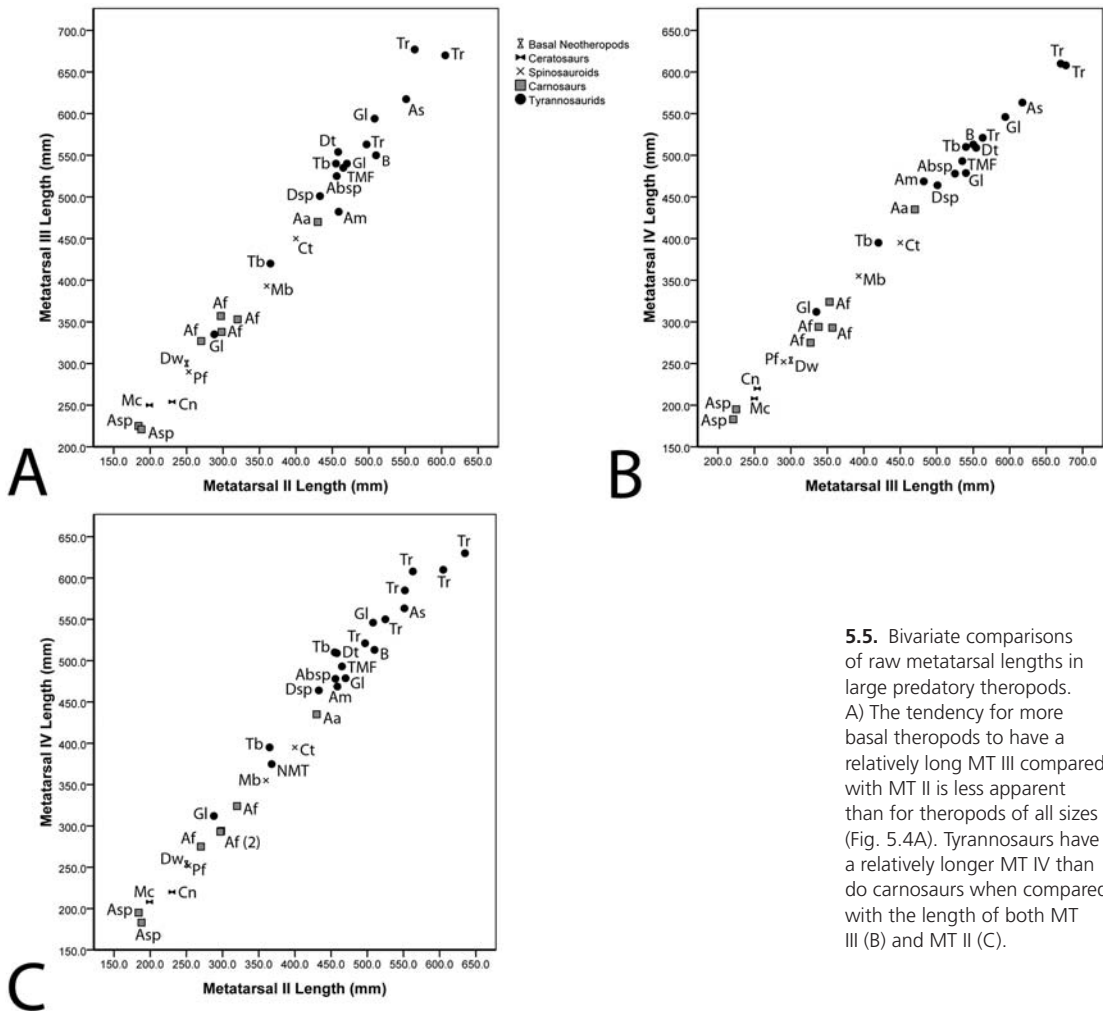 700.0
650.0
600.0
550.0
500.0
450.0
400.0
350.0
300.0
250.0
200.0
Metatarsal III Length (mm)
150.0 200.0 250.0 300.0 350.0 400.0 450.0 500.0 550.0 600.0 650.0
Metatarsal II Length (mm)
A
Tr
Tr
As
Gl
Dt
Tr
B
Tb
Gl
TMF
Absp
Dsp
Am
Aa
Ct
Tb
Mb
Af
Af
Af
Af
Gl
Dw
Pf
Mc
Cn
Asp
Asp
Basal Neotheropods
Ceratosaurs
Spinosauroids
Carnosaurs
Tyrannosaurids
650.0
600.0
550.0
500.0
450.0
400.0
350.0
300.0
250.0
200.0
150.0
Metatarsal IV Length (mm)
200.0 250.0 300.0 350.0 400.0 450.0 500.0 550.0 600.0 650.0 700.0
Metatarsal III Length (mm)
B
Tr
Tr
As
Gl
B
Tr
Tb
Dt
TMF
Absp
Gl
Am
Dsp
Aa
Tb
Ct
Mb
Af
Gl
Af
Af
Af
Pf
Dw
Cn
Mc
Asp
Asp
650.0
600.0
550.0
500.0
450.0
400.0
350.0
300.0
250.0
200.0
150.0
Metatarsal IV Length (mm)
150.0 200.0 250.0 300.0 350.0 400.0 450.0 500.0 550.0 600.0 650.0
Metatarsal II Length (mm)
C
Tr
Tr
Tr
Tr
As
Gl
Tr
Tr
B
Tb
Dt
TMF
Absp
Gl
Dsp
Am
Aa
Tb
Ct
NMT
Mb
Af
Gl
Af
Af (2)
Dw
Pf
Mc
Cn
Asp
Asp
5.5. Bivariate comparisons
of raw metatarsal lengths in
large predatory theropods.
A) The tendency for more
basal theropods to have a
relatively long MT III compared
with MT II is less apparent
than for theropods of all sizes
(Fig. 5.4A). Tyrannosaurs have
a relatively longer MT IV than
do carnosaurs when compared
with the length of both MT
III (B) and MT II (C).